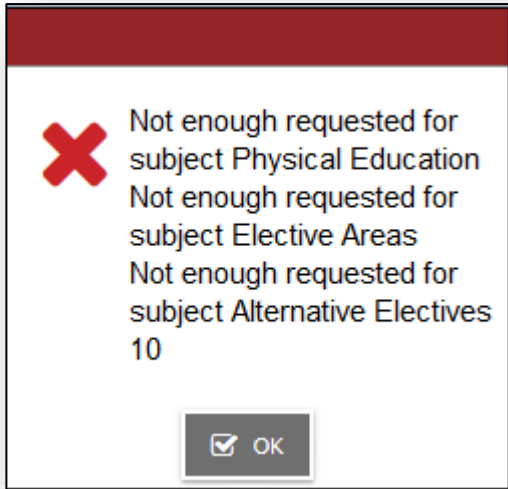 Not enough requested for
subject Physical Education
Not enough requested for
subject Elective Areas
Not enough requested for
subject Alternative Electives
10
OK